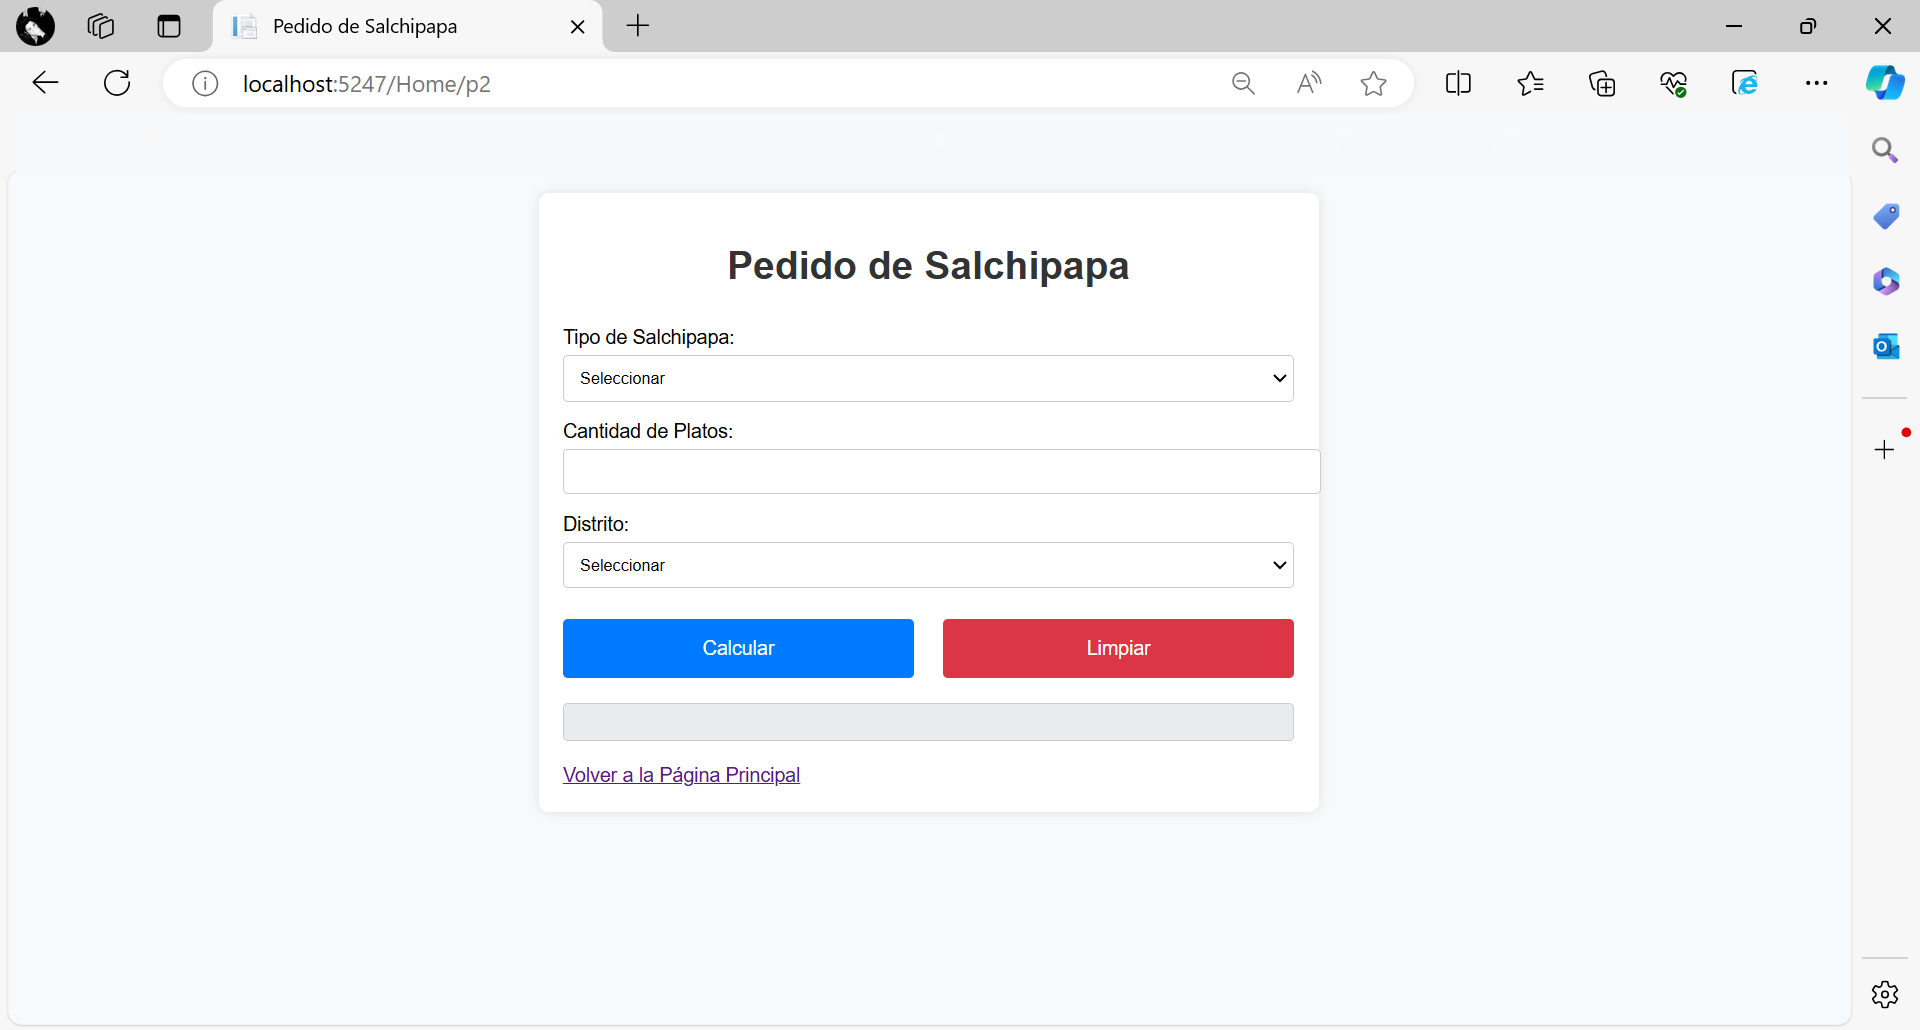 Pedido de Salchipapa
localhost:5247/Home/p2
Pedido de Salchipapa
Tipo de Salchipapa:
Seleccionar
Cantidad de Platos:
Distrito:
Seleccionar
Calcular Limpiar
Volver a la Página Principal